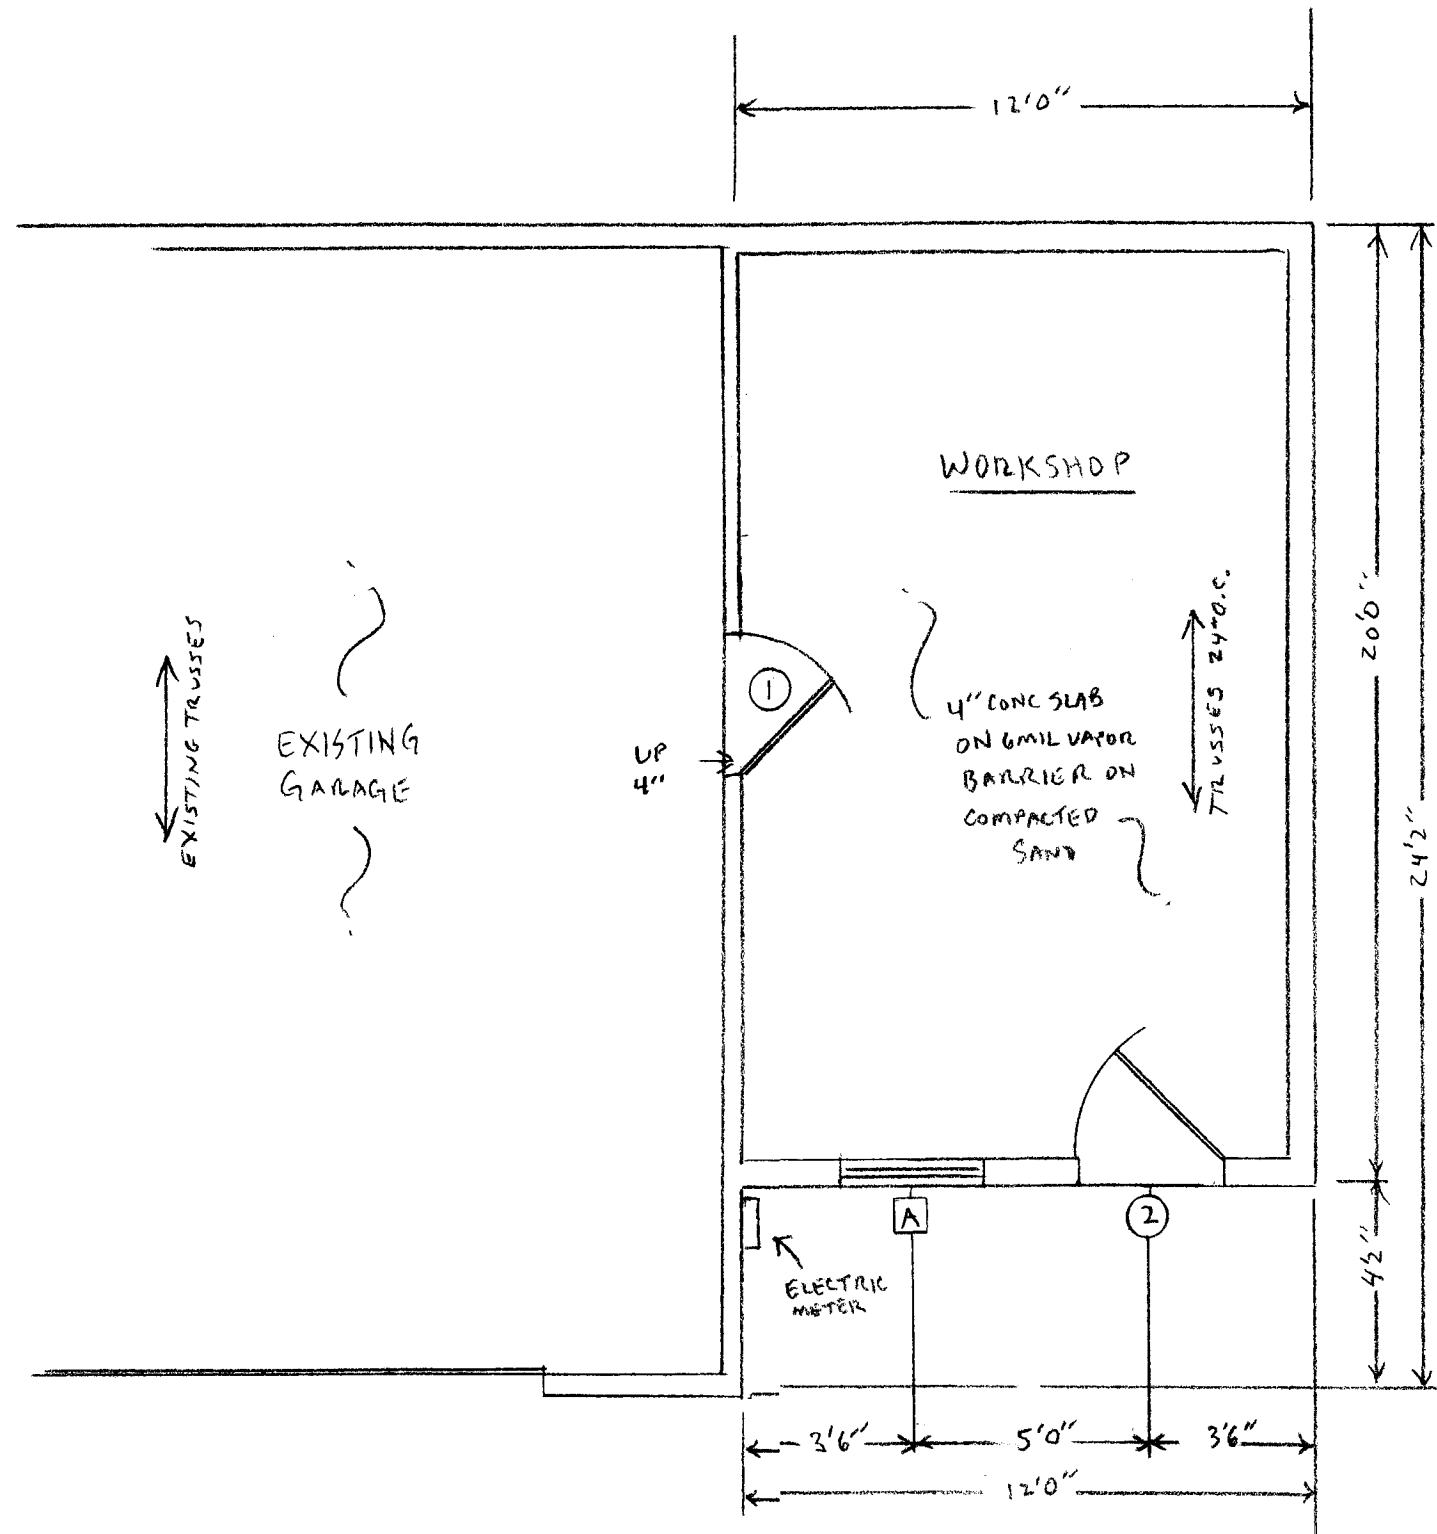 12'0"
WORKSHOP
EXISTING TRUSSES
TRUSSES 24"O.C.
20'0"
1
4" CONC SLAB
ON 6MIL VAPOR
BARRIER ON
COMPACTED
SAND
EXISTING
GARAGE
UP
4"
24'2"
A
2
4'2"
ELECTRIC
METER
3'6"
5'0"
3'6"
12'0"